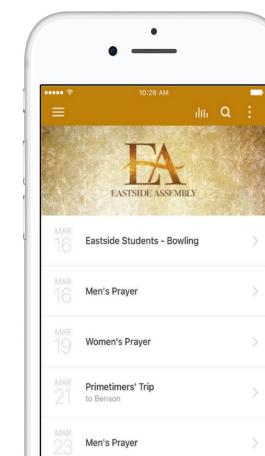 10:26 AM
EA
EASTSIDE ASSEMBLY
MAR
16
Eastside Students - Bowling
MAR
16
Men's Prayer
MAR
19
Women's Prayer
MAR
21
Primetimers' Trip
to Benson
MAR
23
Men's Prayer